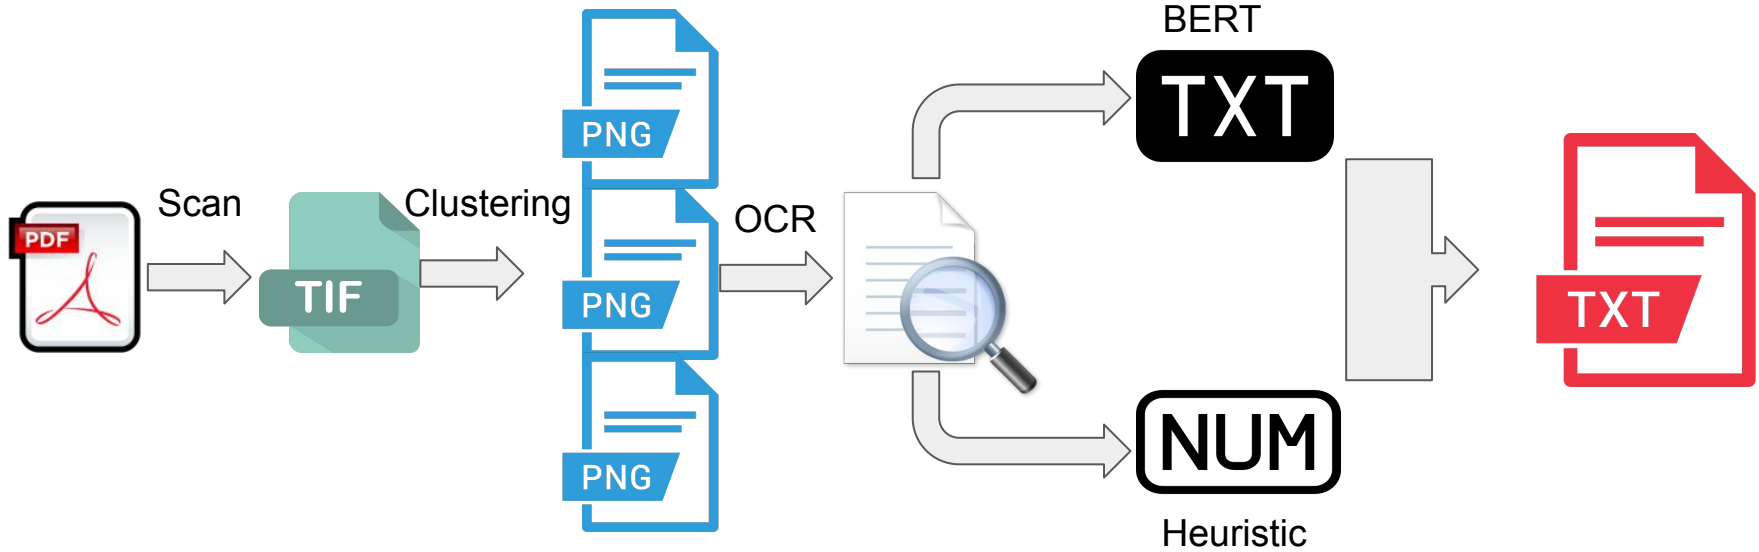 PDF
Scan
TIF
Clustering
PNG
PNG
PNG
OCR
BERT
TXT
NUM
Heuristic
TXT